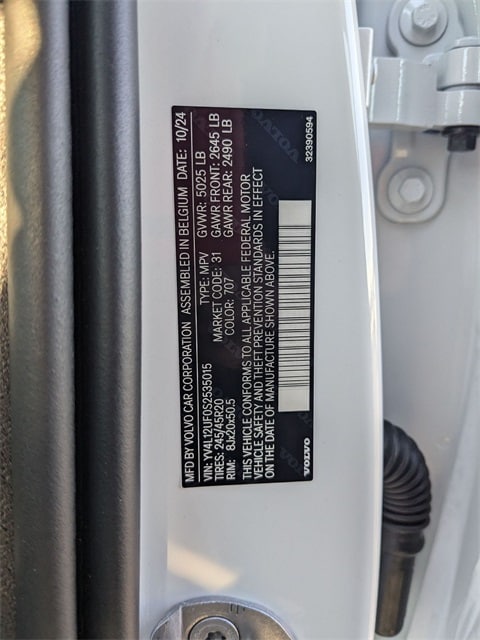 MFD BY VOLVO CAR CORPORATION ASSEMBLED IN BELGIUM DATE: 10/24
VIN: YV4L12UF0S2535015 TYPE: MPV GVWR: 5025 LB
TIRES: 245/45R20 MARKET CODE: 31 GAWR FRONT: 2645 LB
RIM: 8Jx20x50.5 COLOR: 707 GAWR REAR: 2490 LB
THIS VEHICLE CONFORMS TO ALL APPLICABLE FEDERAL MOTOR
VEHICLE SAFETY AND THEFT PREVENTION STANDARDS IN EFFECT
ON THE DATE OF MANUFACTURE SHOWN ABOVE.
VOLVO
32390594